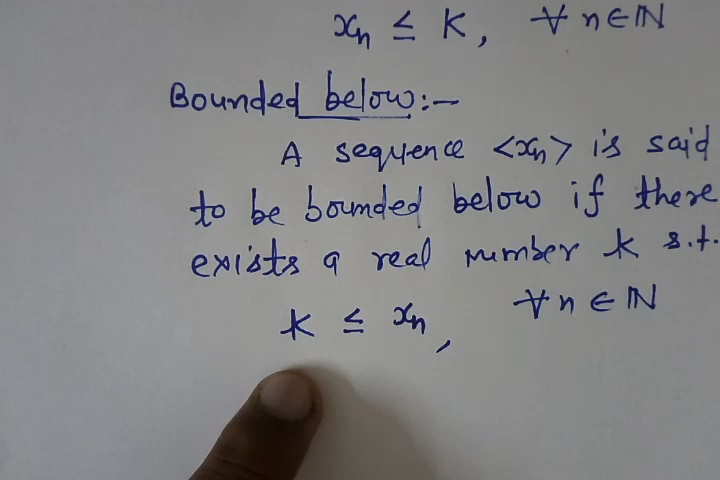 xₙ ≤ K, ∀ n ∈ ℕ
Bounded below:-
A sequence <xₙ> is said
to be bounded below if there
exists a real number k s.t.
k ≤ xₙ, ∀ n ∈ ℕ